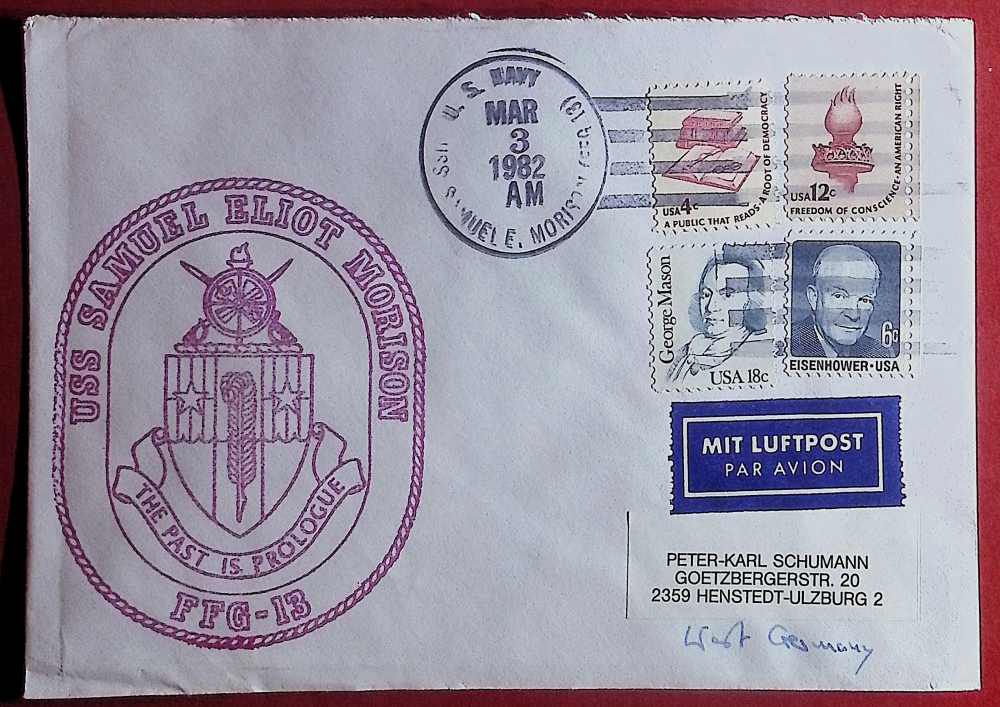 USS SAMUEL ELIOT MORISON
THE PAST IS PROLOGUE
FFG-13
U. S. NAVY
MAR
3
1982
AM
USS SAMUEL E. MORISON 13)
USA 4c
A PUBLIC THAT READS · A ROOT OF DEMOCRACY
USA 12c
FREEDOM OF CONSCIENCE · AN AMERICAN RIGHT
George Mason
USA 18c
6c
EISENHOWER · USA
MIT LUFTPOST
PAR AVION
PETER-KARL SCHUMANN
GOETZBERGERSTR. 20
2359 HENSTEDT-ULZBURG 2
West Germany